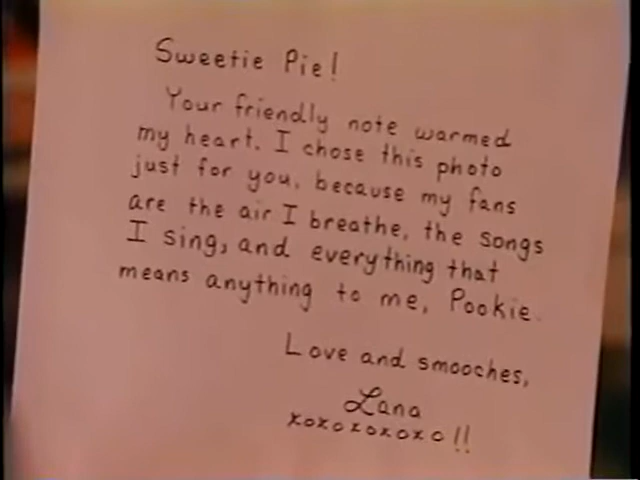 Sweetie Pie!
Your friendly note warmed
my heart. I chose this photo
just for you, because my fans
are the air I breathe, the songs
I sing, and everything that
means anything to me, Pookie.
Love and smooches,
Lana
xoxoxoxoxo!!